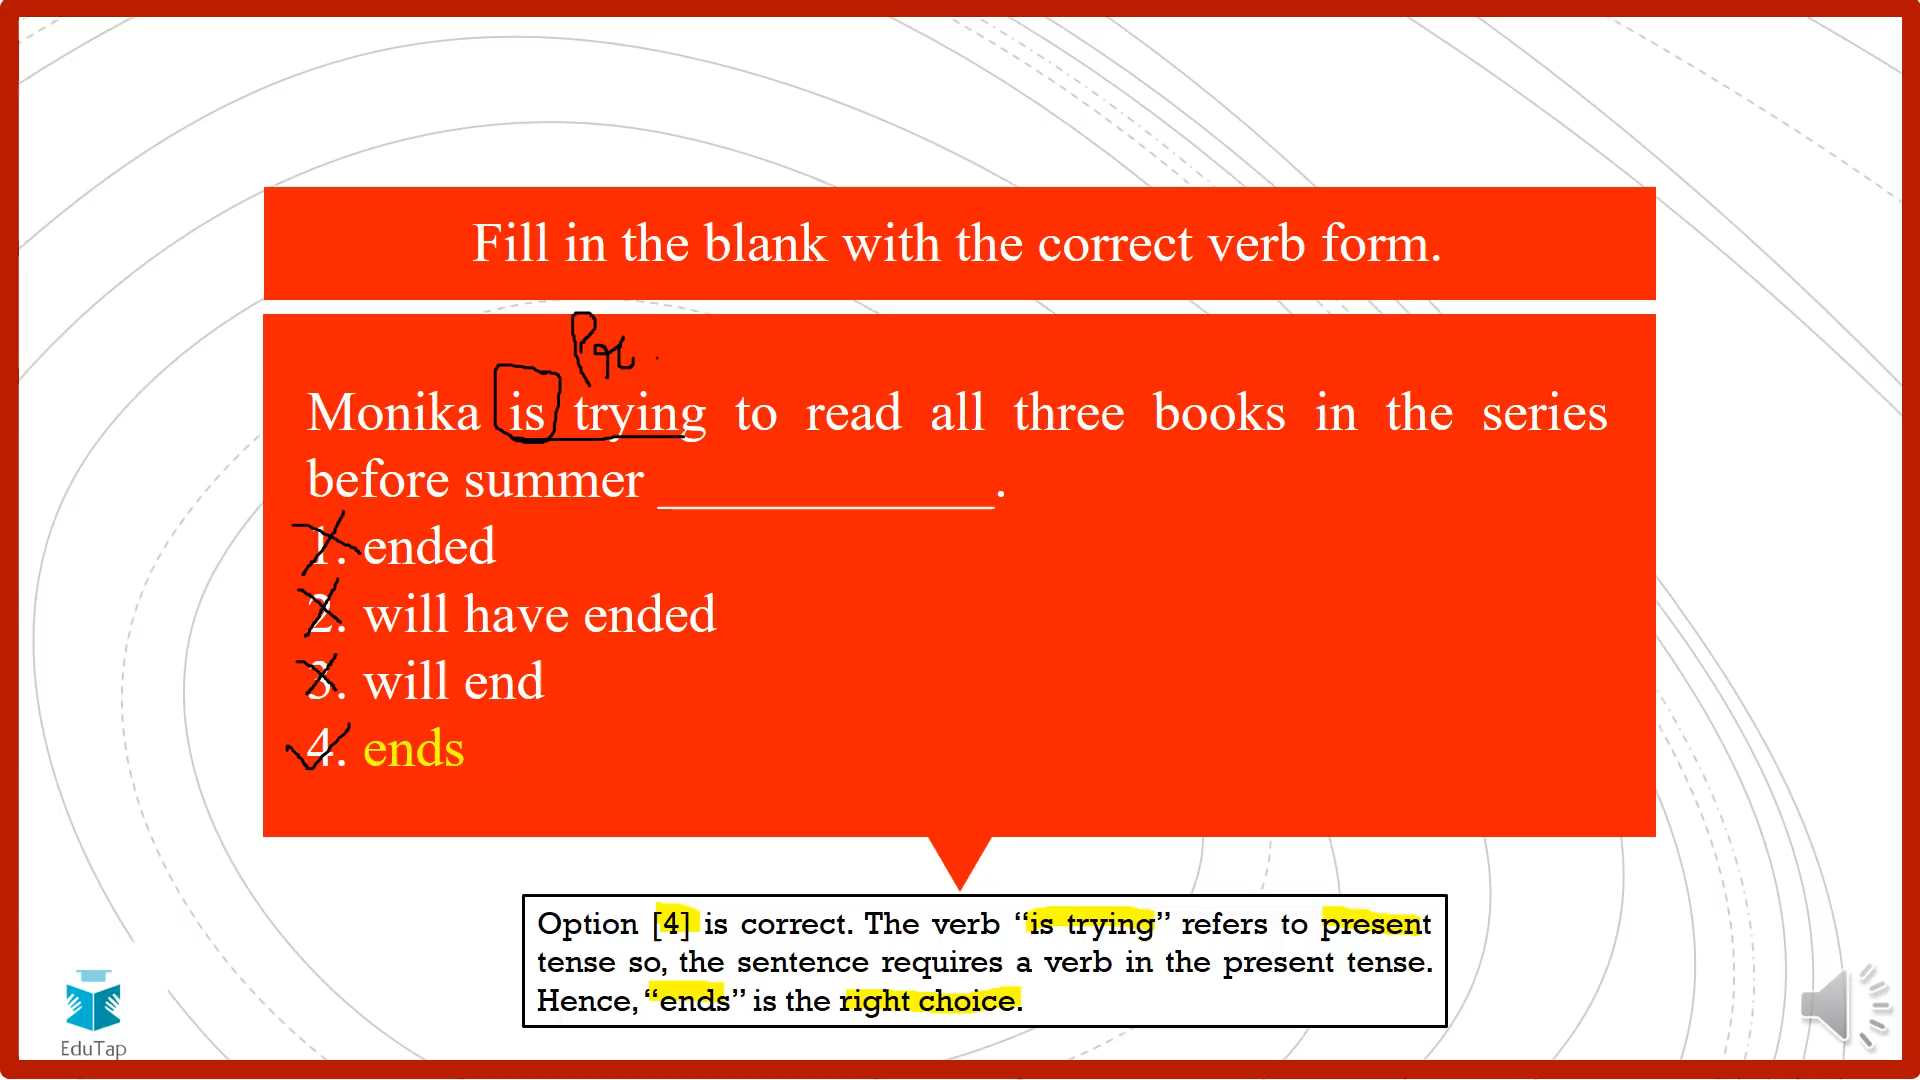 Fill in the blank with the correct verb form.
Monika is trying to read all three books in the series
before summer ____________.
1. ended
2. will have ended
3. will end
4. ends
Option [4] is correct. The verb “is trying” refers to present
tense so, the sentence requires a verb in the present tense.
Hence, “ends” is the right choice.
EduTap